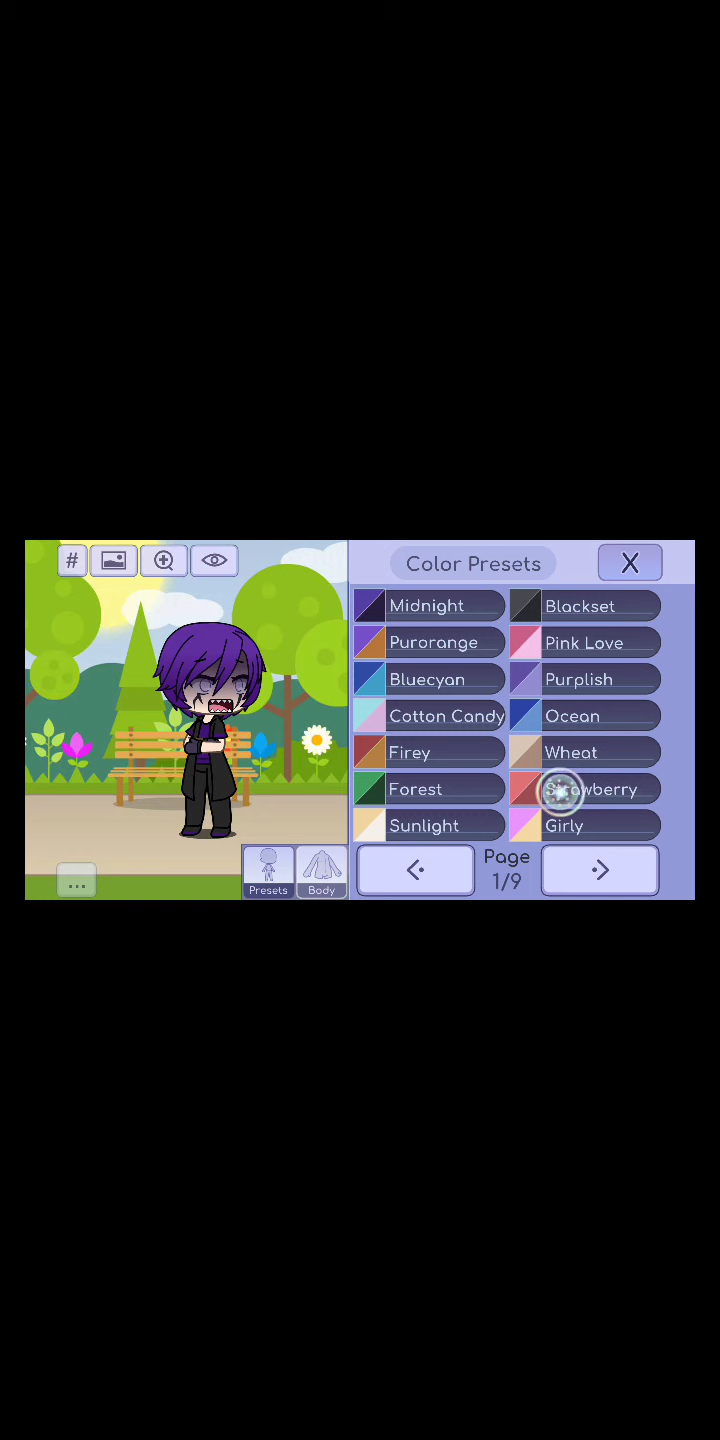 #
Color Presets
X
Midnight
Blackset
Purorange
Pink Love
Bluecyan
Purplish
Cotton Candy
Ocean
Firey
Wheat
Forest
Strawberry
Sunlight
Girly
...
Presets
Body
Page
1/9